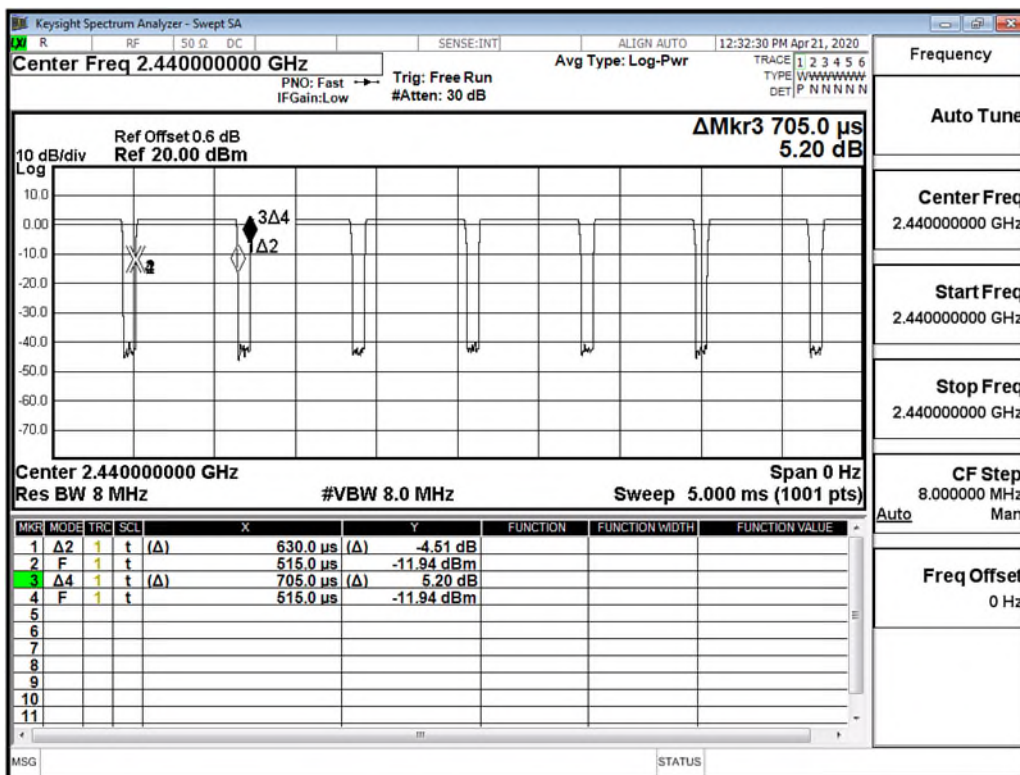 Keysight Spectrum Analyzer - Swept SA
LXI R RF 50 Ω DC SENSE:INT ALIGN AUTO 12:32:30 PM Apr 21, 2020
Center Freq 2.440000000 GHz
PNO: Fast
IFGain:Low
Trig: Free Run
#Atten: 30 dB
Avg Type: Log-Pwr
TRACE 1 2 3 4 5 6
TYPE WWWWWW
DET P N N N N N
Ref Offset 0.6 dB
10 dB/div Ref 20.00 dBm
Log
ΔMkr3 705.0 µs
5.20 dB
10.0
0.00
-10.0
-20.0
-30.0
-40.0
-50.0
-60.0
-70.0
3Δ4
Δ2
Center 2.440000000 GHz Span 0 Hz
Res BW 8 MHz #VBW 8.0 MHz Sweep 5.000 ms (1001 pts)
MKR MODE TRC SCL X Y FUNCTION FUNCTION WIDTH FUNCTION VALUE
1 Δ2 1 t (Δ) 630.0 µs (Δ) -4.51 dB
2 F 1 t 515.0 µs -11.94 dBm
3 Δ4 1 t (Δ) 705.0 µs (Δ) 5.20 dB
4 F 1 t 515.0 µs -11.94 dBm
5
6
7
8
9
10
11
MSG STATUS
Frequency
Auto Tune
Center Freq
2.440000000 GHz
Start Freq
2.440000000 GHz
Stop Freq
2.440000000 GHz
CF Step
8.000000 MHz
Auto Man
Freq Offset
0 Hz